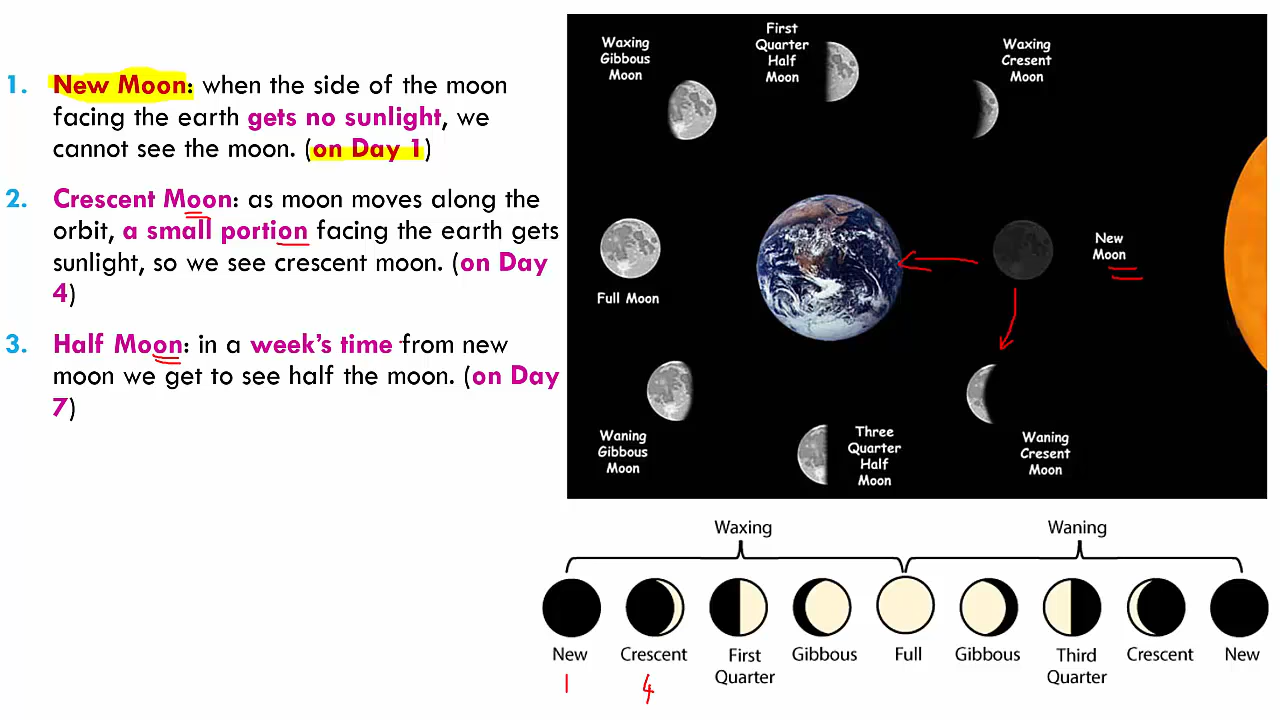 1. New Moon: when the side of the moon
facing the earth gets no sunlight, we
cannot see the moon. (on Day 1)
2. Crescent Moon: as moon moves along the
orbit, a small portion facing the earth gets
sunlight, so we see crescent moon. (on Day
4)
3. Half Moon: in a week's time from new
moon we get to see half the moon. (on Day
7)
Waxing
Gibbous
Moon
First
Quarter
Half
Moon
Waxing
Cresent
Moon
Full Moon
New
Moon
Waning
Gibbous
Moon
Three
Quarter
Half
Moon
Waning
Cresent
Moon
Waxing
Waning
New
Crescent
First
Quarter
Gibbous
Full
Gibbous
Third
Quarter
Crescent
New
1
4